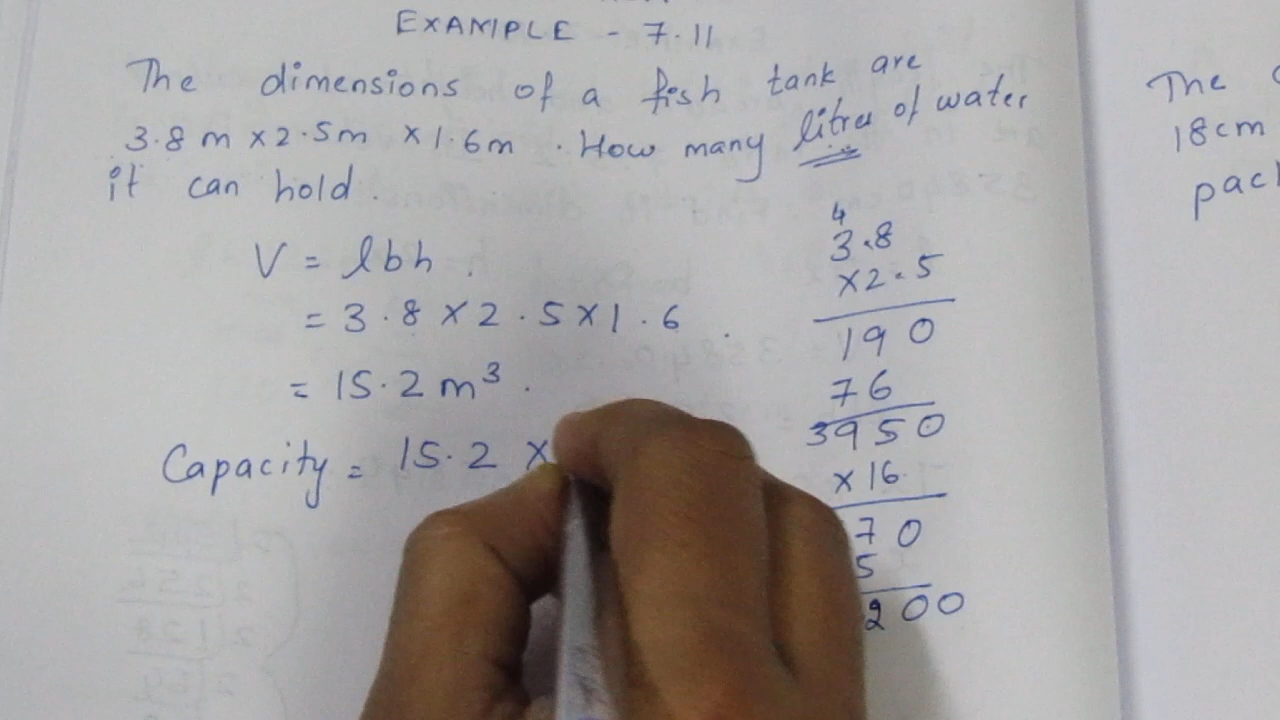 EXAMPLE - 7.11
The dimensions of a fish tank are
3.8 m x 2.5m x 1.6m . How many litres of water
it can hold.
V = lbh.
= 3.8 x 2.5 x 1.6.
= 15.2 m³.
Capacity = 15.2 x
4
3.8
x2.5
190
76
3950
x 16
70
5
200
The
18cm